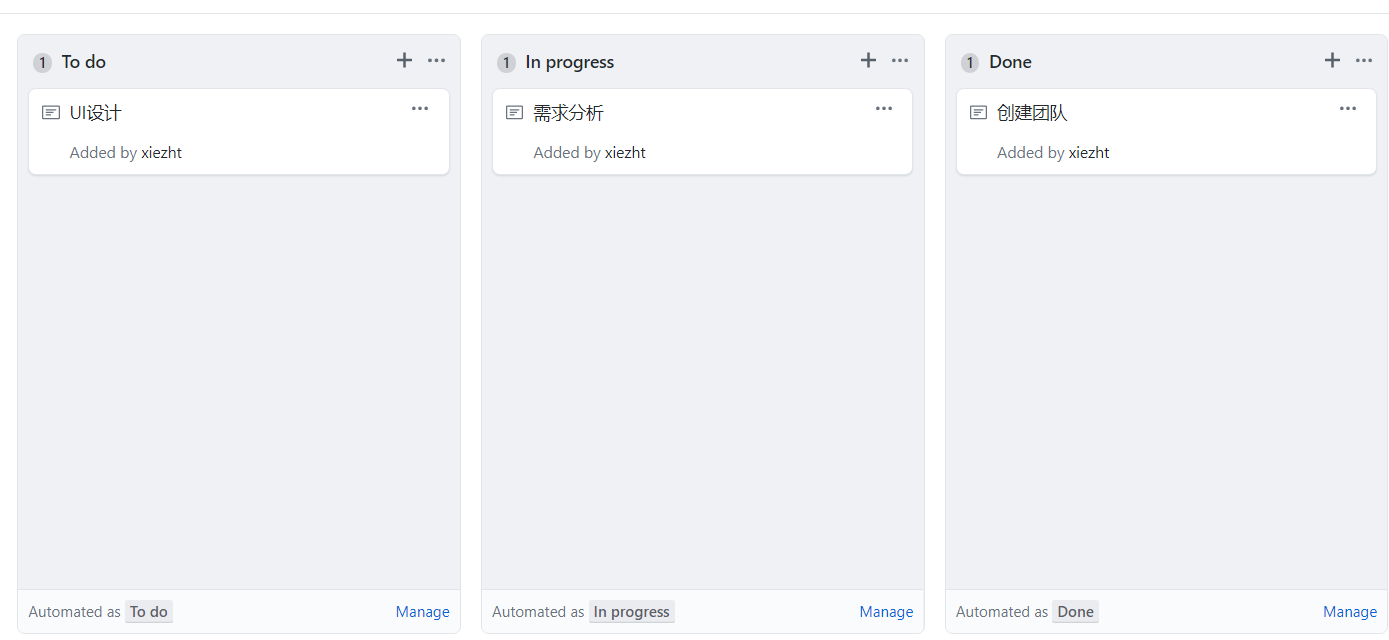 1 To do
UI设计
Added by xiezht
Automated as To do
Manage
1 In progress
需求分析
Added by xiezht
Automated as In progress
Manage
1 Done
创建团队
Added by xiezht
Automated as Done
Manage